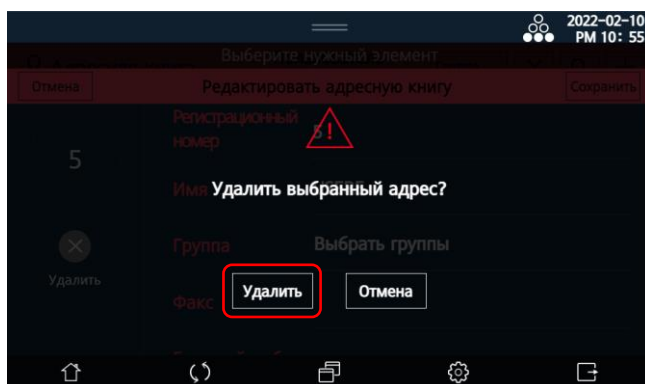 2022-02-10
PM 10: 55
Выберите нужный элемент
Отмена
Редактировать адресную книгу
Сохранить
Регистрационный
номер
5
5
Имя
Удалить выбранный адрес?
Группа
Выбрать группы
Удалить
Факс
Удалить
Отмена